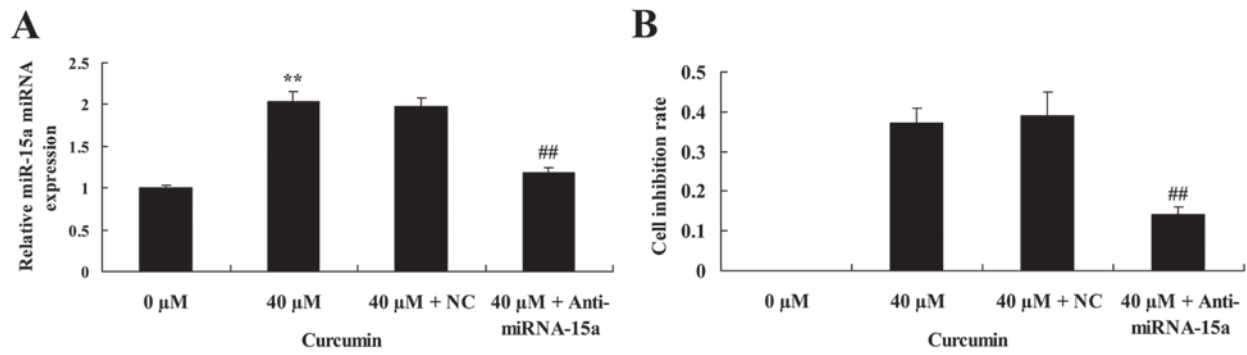 A
Relative miR-15a miRNA
expression
2.5
2
1.5
1
0.5
0
**
##
0 μM
40 μM
40 μM + NC
40 μM + Anti-
miRNA-15a
Curcumin
B
Cell inhibition rate
0.5
0.4
0.3
0.2
0.1
0
##
0 μM
40 μM
40 μM + NC
40 μM + Anti-
miRNA-15a
Curcumin